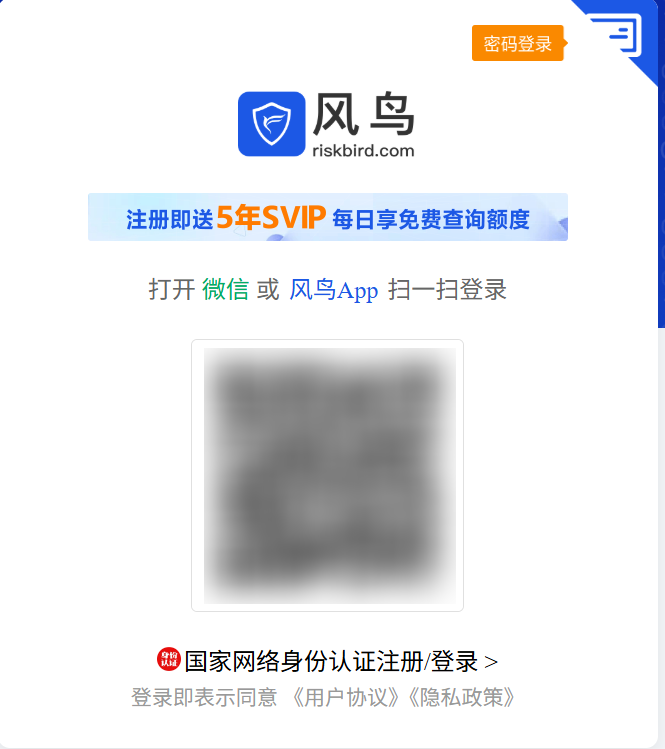 密码登录
风鸟
riskbird.com
注册即送5年SVIP 每日享免费查询额度
打开 微信 或 风鸟App 扫一扫登录
身份认证 国家网络身份认证注册/登录 >
登录即表示同意 《用户协议》《隐私政策》